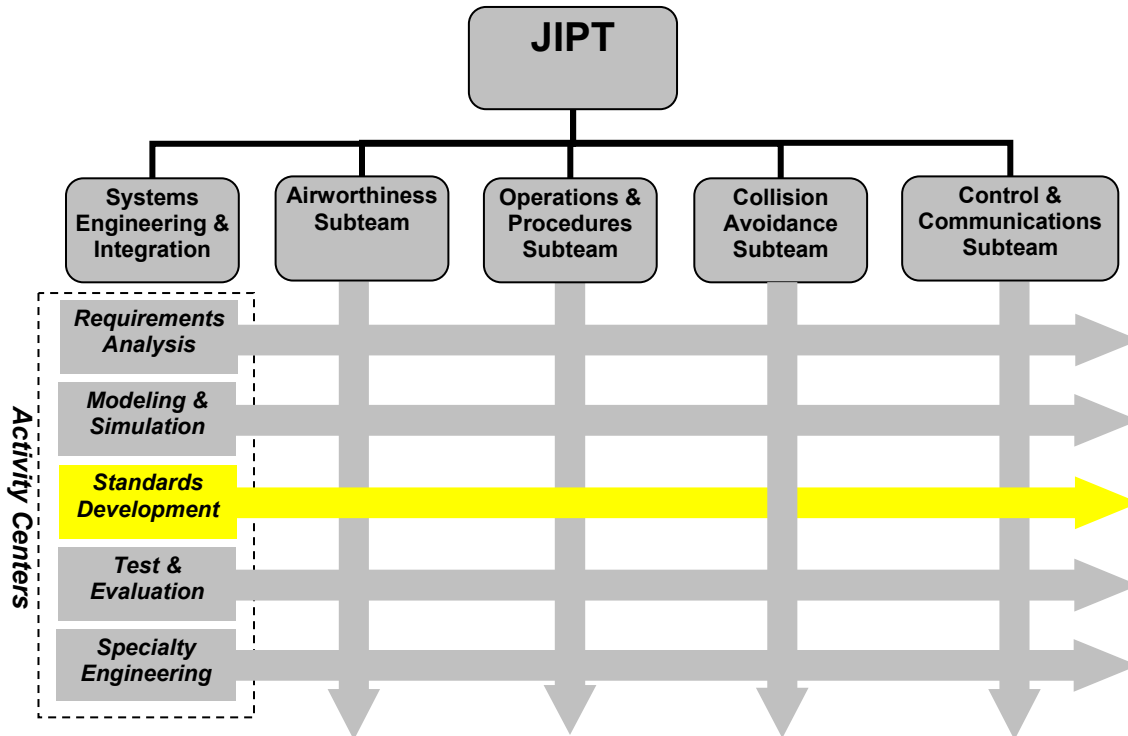 JIPT
Systems
Engineering &
Integration
Airworthiness
Subteam
Operations &
Procedures
Subteam
Collision
Avoidance
Subteam
Control &
Communications
Subteam
Activity Centers
Requirements
Analysis
Modeling &
Simulation
Standards
Development
Test &
Evaluation
Specialty
Engineering